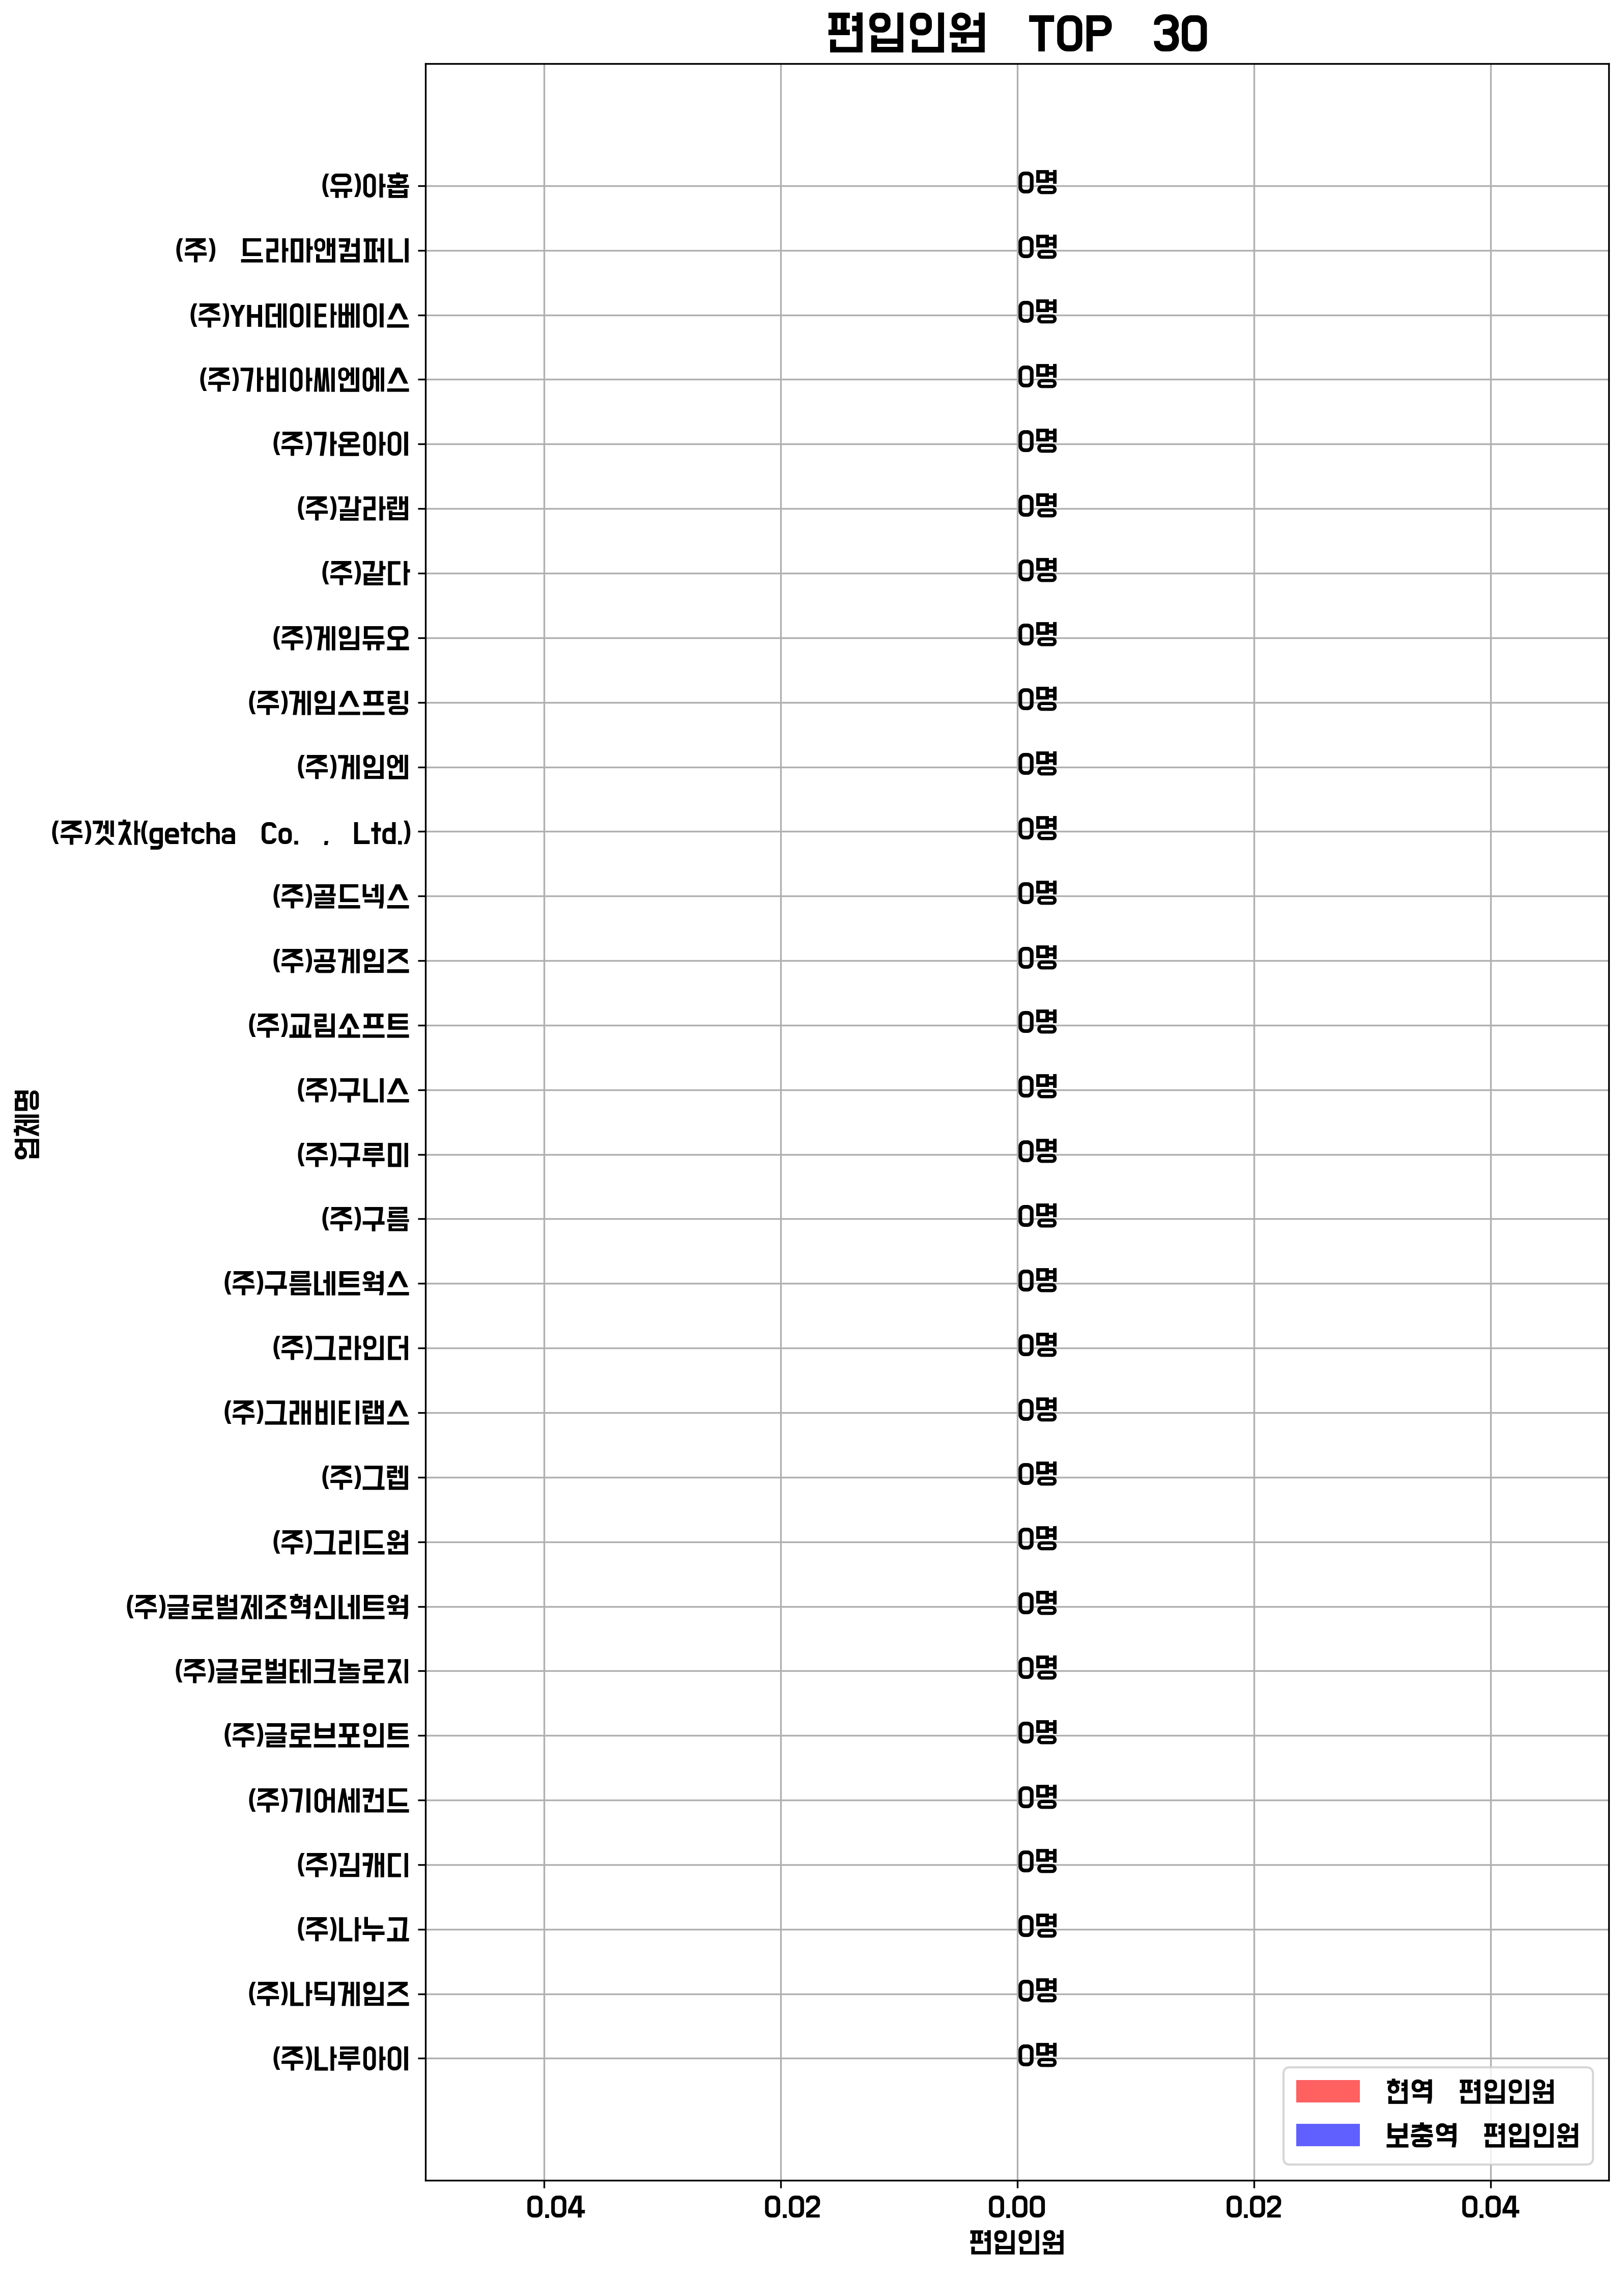 편입인원 TOP 30
(유)아홉 0명
(주) 드라마앤컴퍼니 0명
(주)YH데이타베이스 0명
(주)가비아씨엔에스 0명
(주)가온아이 0명
(주)갈라랩 0명
(주)같다 0명
(주)게임듀오 0명
(주)게임스프링 0명
(주)게임엔 0명
(주)겟차(getcha Co. , Ltd.) 0명
(주)골드넥스 0명
(주)공게임즈 0명
(주)교림소프트 0명
(주)구니스 0명
(주)구루미 0명
(주)구름 0명
(주)구름네트웍스 0명
(주)그라인더 0명
(주)그래비티랩스 0명
(주)그렙 0명
(주)그리드원 0명
(주)글로벌제조혁신네트웍 0명
(주)글로벌테크놀로지 0명
(주)글로브포인트 0명
(주)기어세컨드 0명
(주)김캐디 0명
(주)나누고 0명
(주)나딕게임즈 0명
(주)나루아이 0명
업체명
현역 편입인원
보충역 편입인원
0.04 0.02 0.00 0.02 0.04
편입인원